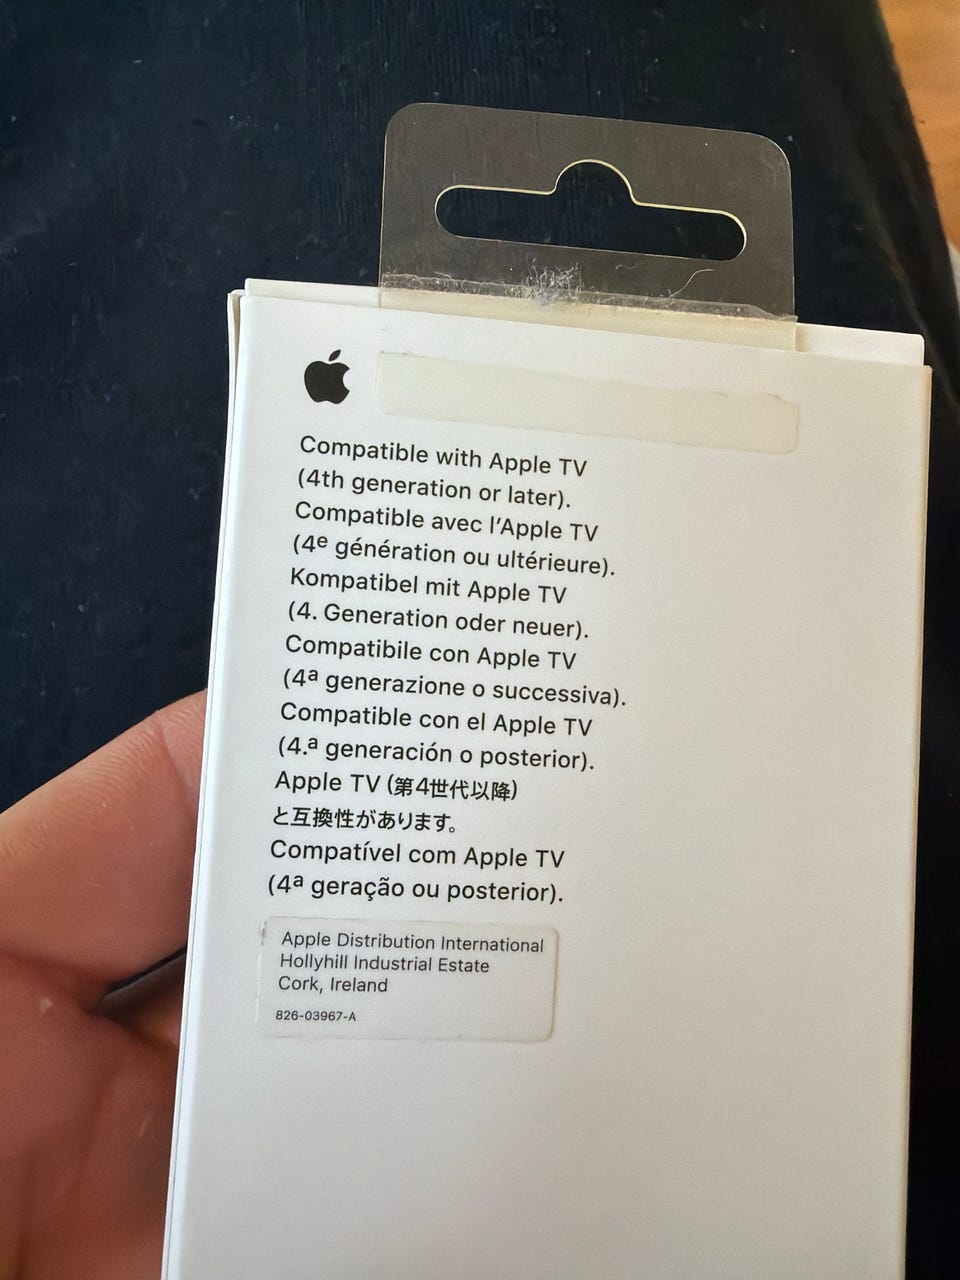 Compatible with Apple TV
(4th generation or later).
Compatible avec l’Apple TV
(4e génération ou ultérieure).
Kompatibel mit Apple TV
(4. Generation oder neuer).
Compatibile con Apple TV
(4ª generazione o successiva).
Compatible con el Apple TV
(4.ª generación o posterior).
Apple TV (第4世代以降)
と互換性があります。
Compatível com Apple TV
(4ª geração ou posterior).
Apple Distribution International
Hollyhill Industrial Estate
Cork, Ireland
826-03967-A